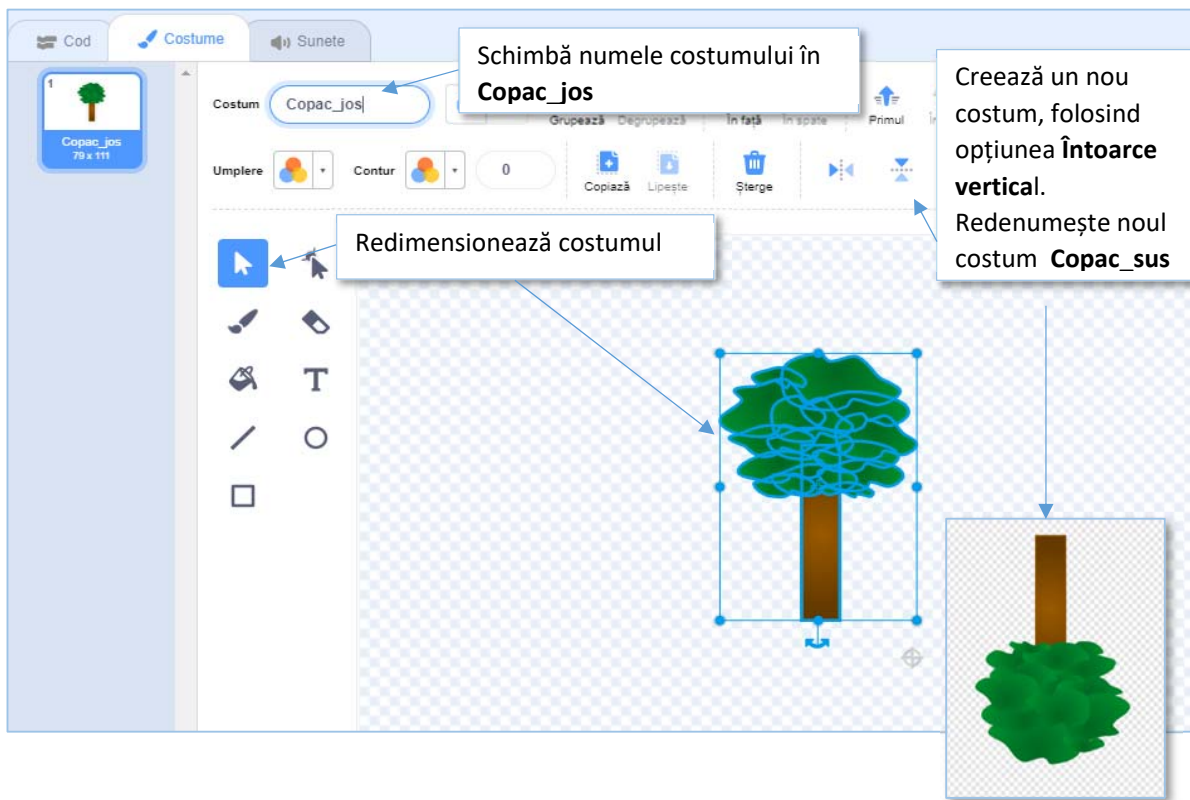 Cod
Costume
Sunete
Schimbă numele costumului în
Copac_jos
Creează un nou
costum, folosind
opțiunea Întoarce
vertical.
Redenumește noul
costum Copac_sus
1
Copac_jos
79 x 111
Costum
Copac_jos
Grupează
Degrupează
În față
În spate
Primul
Umplere
Contur
0
Copiază
Lipește
Șterge
Redimensionează costumul
T